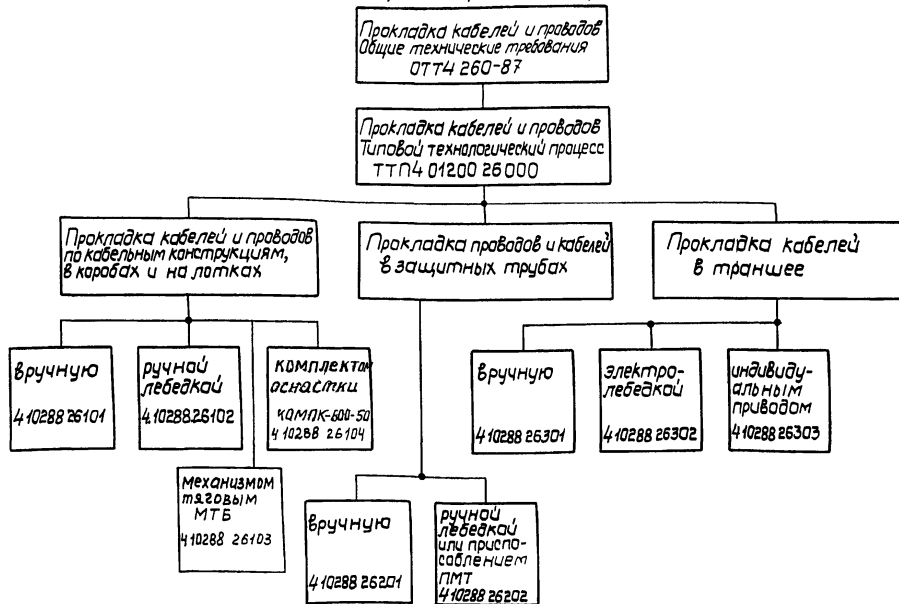 Прокладка кабелей и проводов
Общие технические требования
ОТТ4 260-87
Прокладка кабелей и проводов
Типовой технологический процесс
ТТП4 01200 26000
Прокладка кабелей и проводов
по кабельным конструкциям,
в коробах и на лотках
Прокладка проводов и кабелей
в защитных трубах
Прокладка кабелей
в траншее
вручную
4 10288 26101
ручной
лебедкой
4.10288.26102
комплектом
оснастки
КОМПК-600-50
4 10288 26104
механизмом
тяговым
МТБ
4 10288 26103
вручную
4 10288 26201
ручной
лебедкой
или приспо-
соблением
ПМТ
4 10288 26202
вручную
4 10288 26301
электро-
лебедкой
4 10288 26302
индивиду-
альным
приводом
4 10288 26303